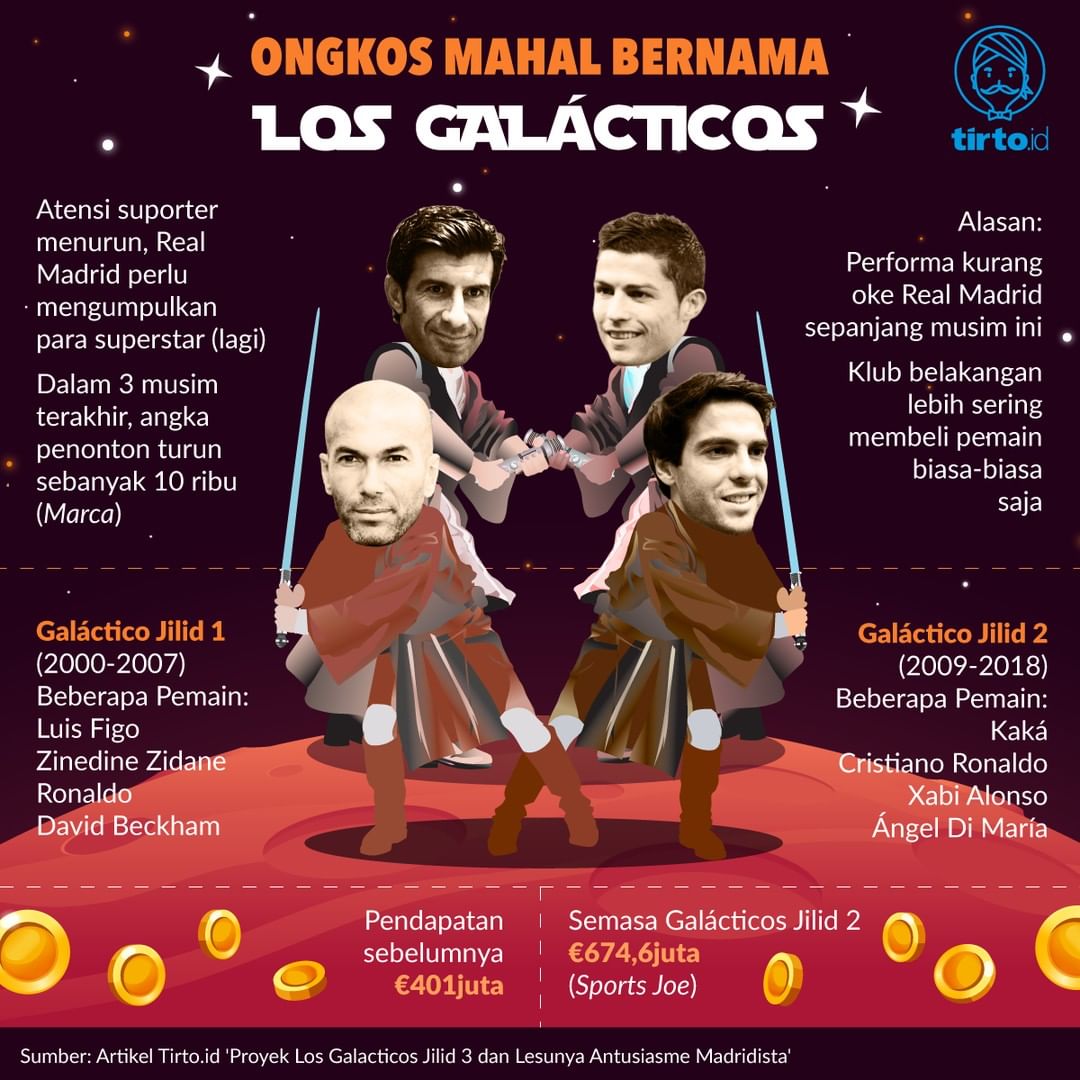 ONGKOS MAHAL BERNAMA
LOS GALÁCTICOS
tirto.id
Atensi suporter
menurun, Real
Madrid perlu
mengumpulkan
para superstar (lagi)
Dalam 3 musim
terakhir, angka
penonton turun
sebanyak 10 ribu
(Marca)
Alasan:
Performa kurang
oke Real Madrid
sepanjang musim ini
Klub belakangan
lebih sering
membeli pemain
biasa-biasa
saja
Galáctico Jilid 1
(2000-2007)
Beberapa Pemain:
Luis Figo
Zinedine Zidane
Ronaldo
David Beckham
Galáctico Jilid 2
(2009-2018)
Beberapa Pemain:
Kaká
Cristiano Ronaldo
Xabi Alonso
Ángel Di María
Pendapatan
sebelumnya
€401juta
Semasa Galácticos Jilid 2
€674,6juta
(Sports Joe)
Sumber: Artikel Tirto.id 'Proyek Los Galacticos Jilid 3 dan Lesunya Antusiasme Madridista'